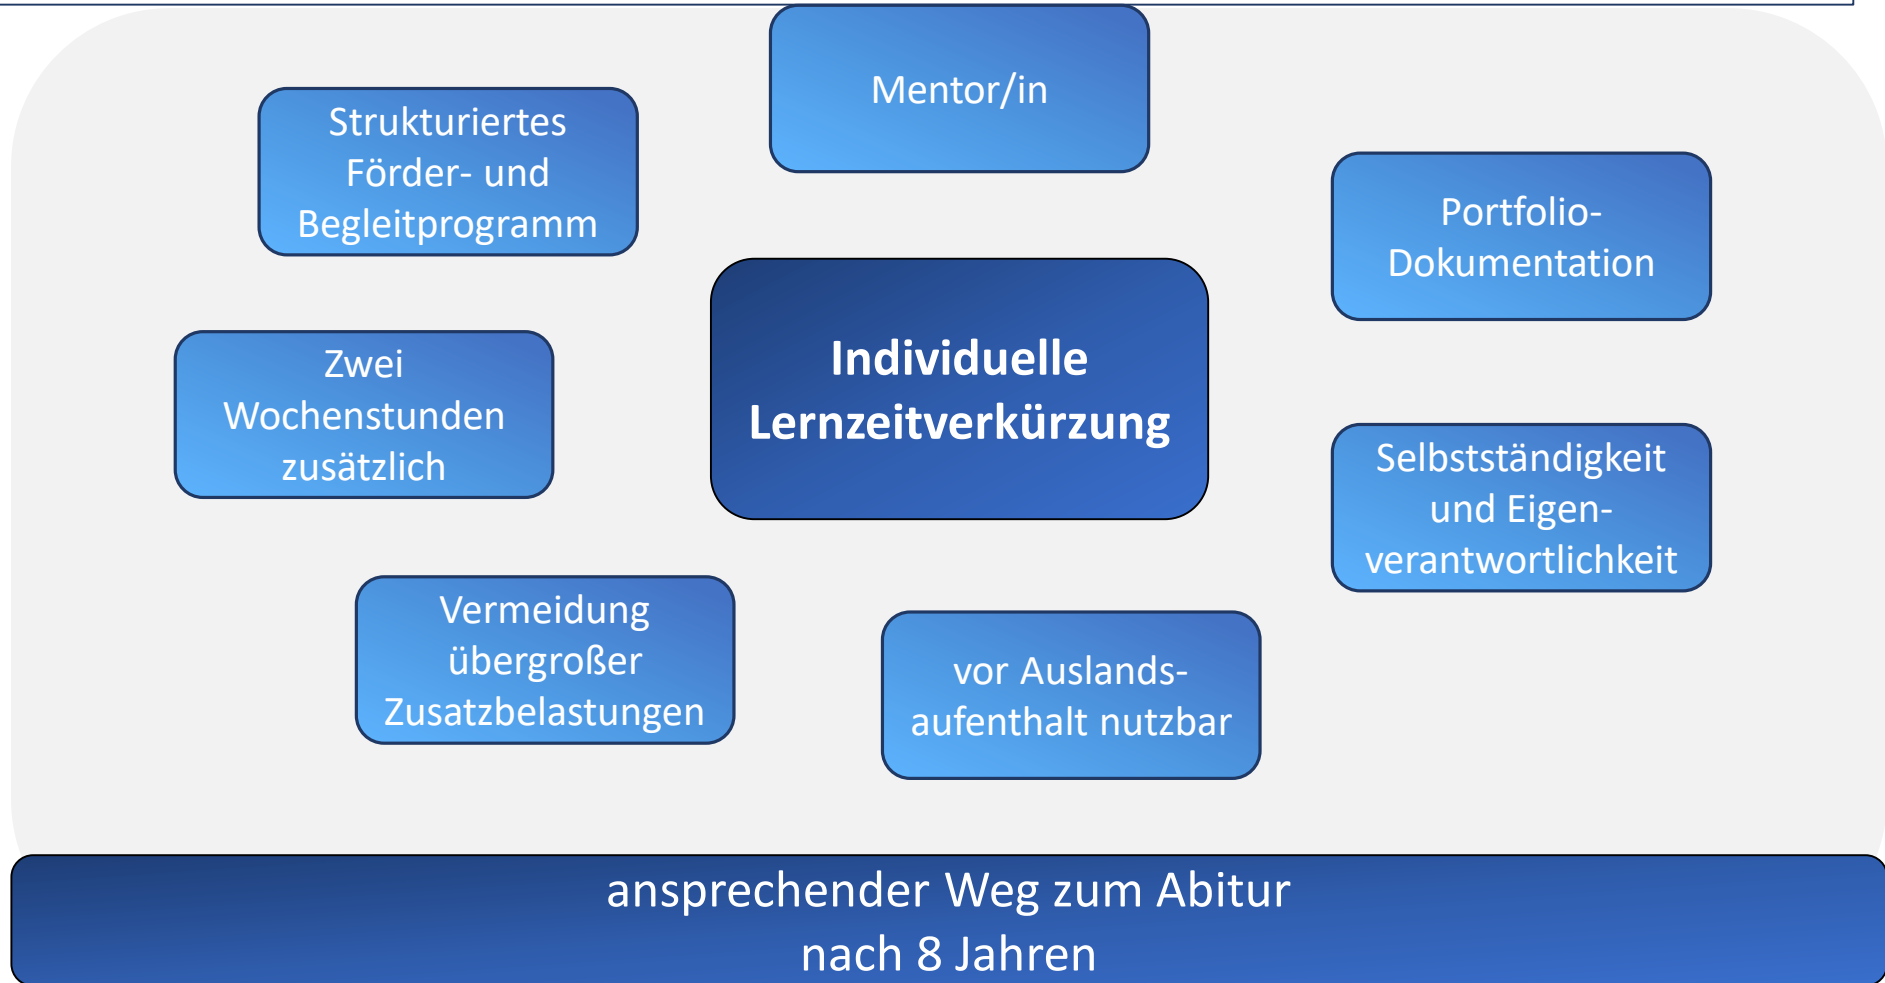 Mentor/in
Strukturiertes
Förder- und
Begleitprogramm
Portfolio-
Dokumentation
Individuelle
Lernzeitverkürzung
Zwei
Wochenstunden
zusätzlich
Selbstständigkeit
und Eigen-
verantwortlichkeit
Vermeidung
übergroßer
Zusatzbelastungen
vor Auslands-
aufenthalt nutzbar
ansprechender Weg zum Abitur
nach 8 Jahren